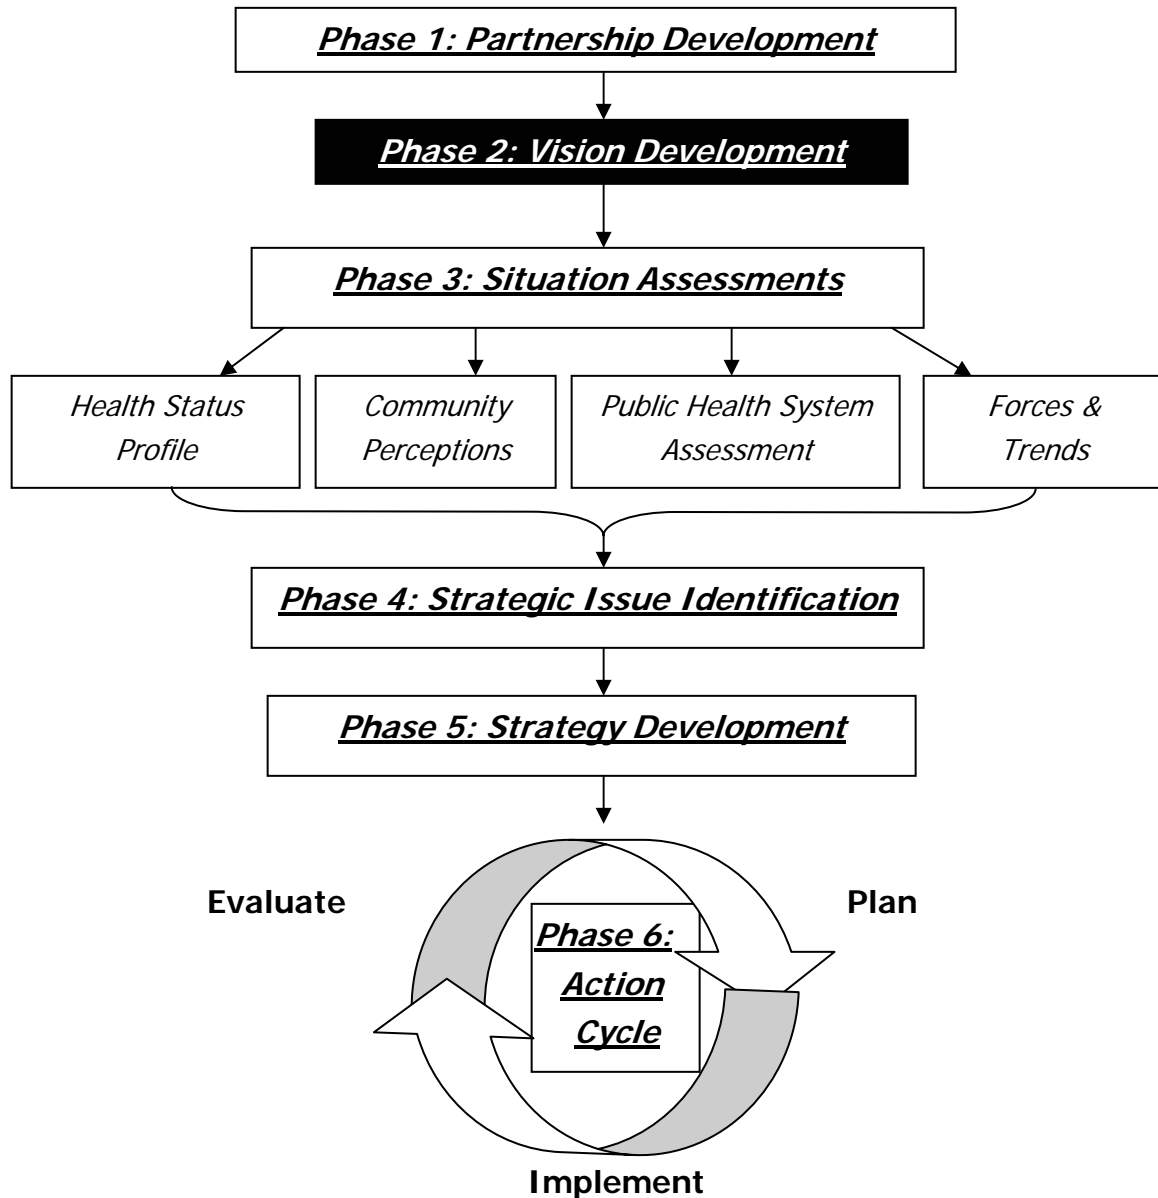 Phase 1: Partnership Development
Phase 2: Vision Development
Phase 3: Situation Assessments
Health Status
Profile
Community
Perceptions
Public Health System
Assessment
Forces &
Trends
Phase 4: Strategic Issue Identification
Phase 5: Strategy Development
Evaluate
Plan
Phase 6:
Action
Cycle
Implement